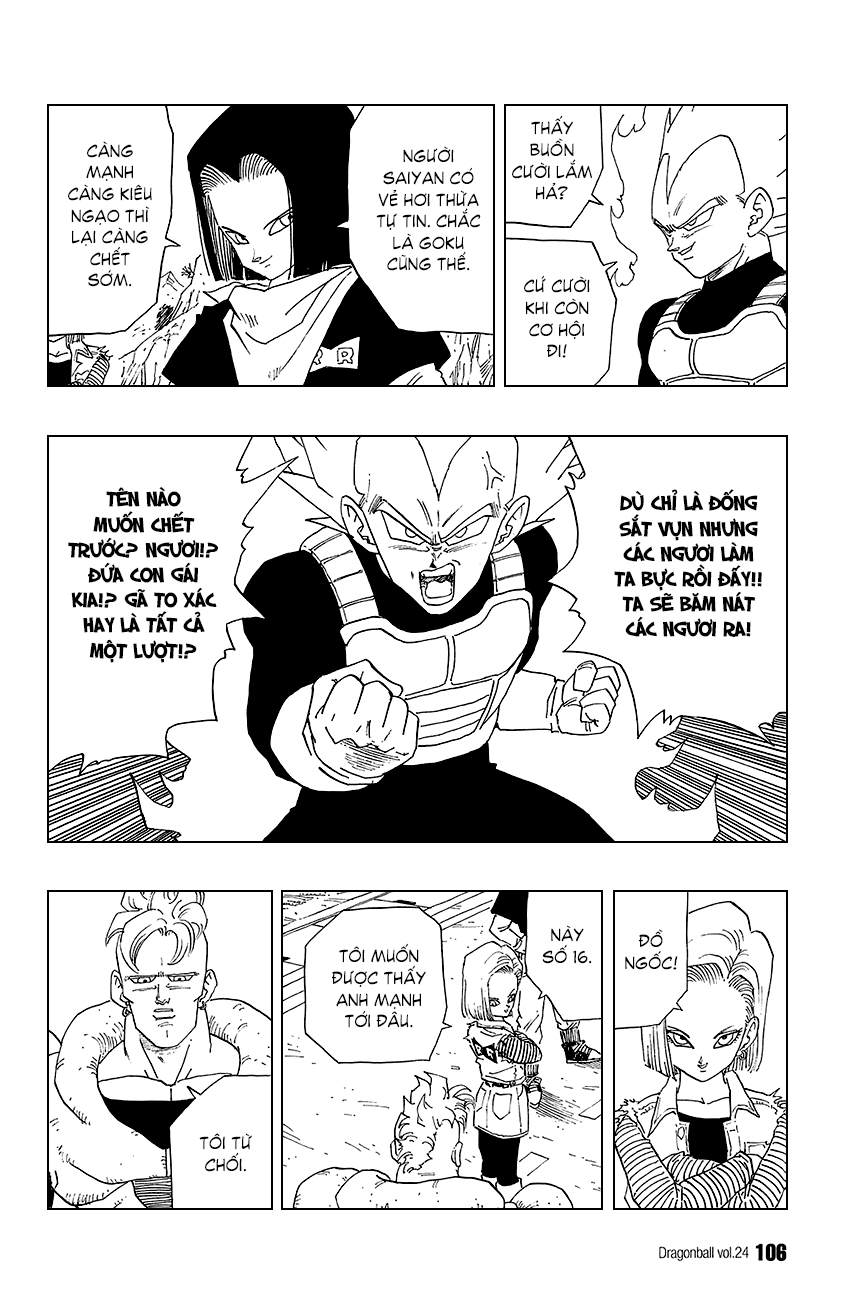 THẤY
BUỒN
CƯỜI LẮM
HẢ?
CỨ CƯỜI
KHI CÒN
CƠ HỘI
ĐI!
NGƯỜI
SAIYAN CÓ
VẺ HƠI THỪA
TỰ TIN. CHẮC
LÀ GOKU
CŨNG THẾ.
CÀNG
MẠNH
CÀNG KIÊU
NGẠO THÌ
LẠI CÀNG
CHẾT
SỚM.
R R
DÙ CHỈ LÀ ĐỐNG
SẮT VỤN NHƯNG
CÁC NGƯƠI LÀM
TA BỰC RỒI ĐẤY!!
TA SẼ BĂM NÁT
CÁC NGƯƠI RA!
TÊN NÀO
MUỐN CHẾT
TRƯỚC? NGƯƠI!?
ĐỨA CON GÁI
KIA!? GÃ TO XÁC
HAY LÀ TẤT CẢ
MỘT LƯỢT!?
ĐỒ
NGỐC!
NÀY
SỐ 16.
TÔI MUỐN
ĐƯỢC THẤY
ANH MẠNH
TỚI ĐÂU.
TÔI TỪ
CHỐI.
Dragonball vol.24 106